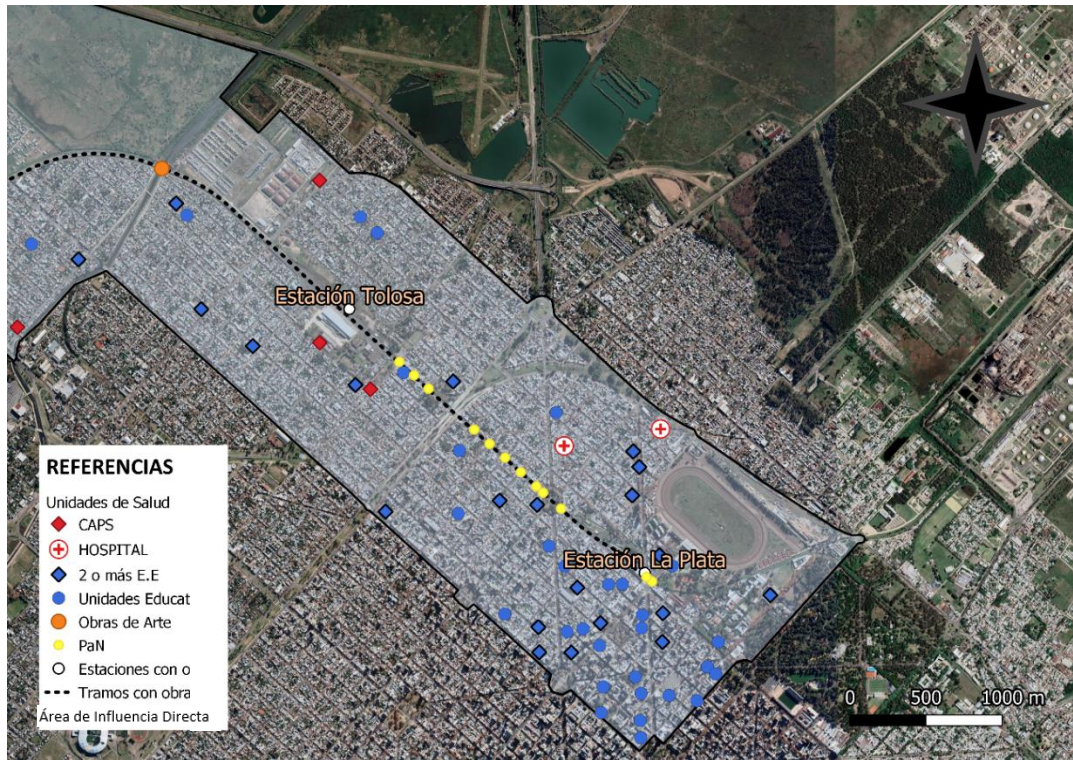 Estación Tolosa
Estación La Plata
REFERENCIAS
Unidades de Salud
CAPS
HOSPITAL
2 o más E.E
Unidades Educat
Obras de Arte
PaN
Estaciones con o
Tramos con obra
Área de Influencia Directa
0 500 1000 m